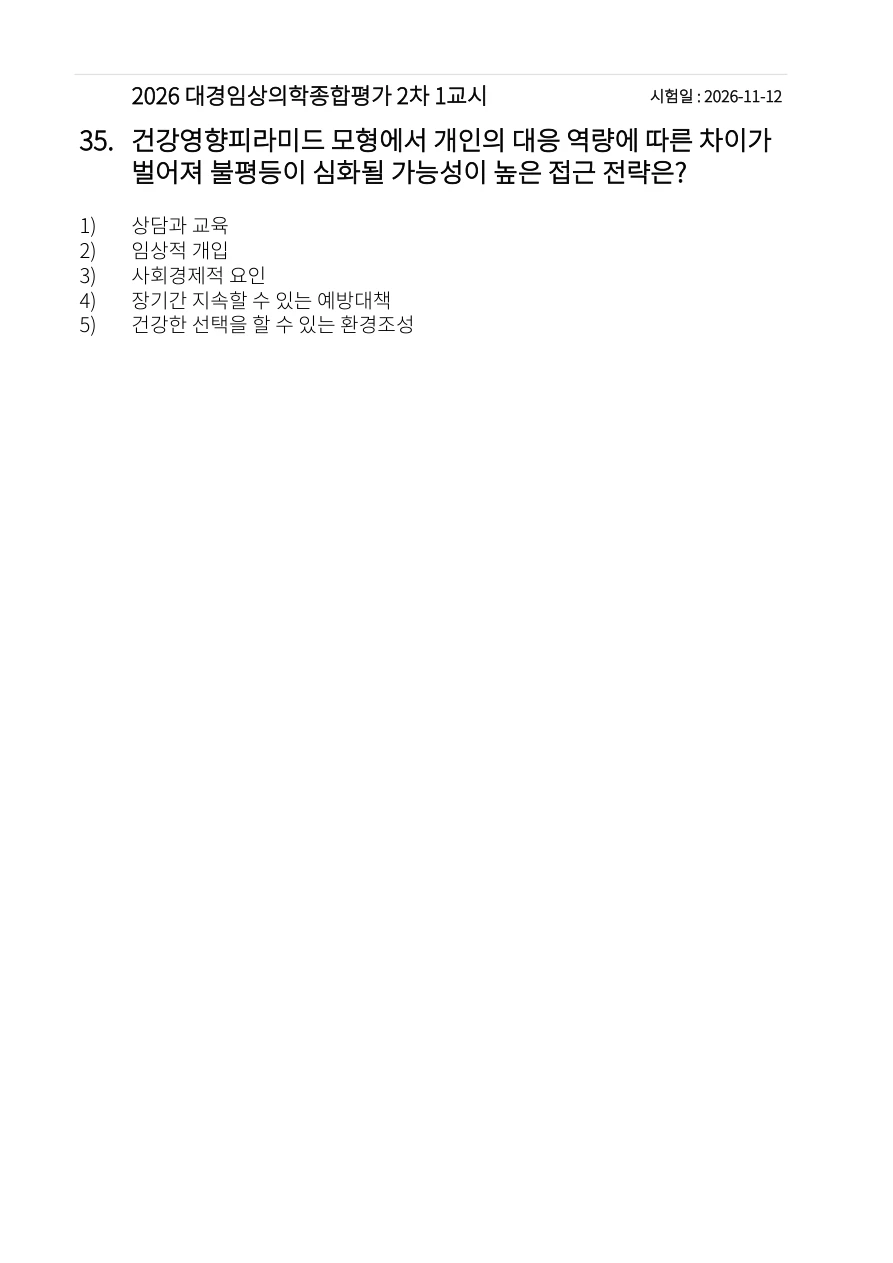 2026 대경임상의학종합평가 2차 1교시 시험일 : 2026-11-12
35. 건강영향피라미드 모형에서 개인의 대응 역량에 따른 차이가
벌어져 불평등이 심화될 가능성이 높은 접근 전략은?
1) 상담과 교육
2) 임상적 개입
3) 사회경제적 요인
4) 장기간 지속할 수 있는 예방대책
5) 건강한 선택을 할 수 있는 환경조성